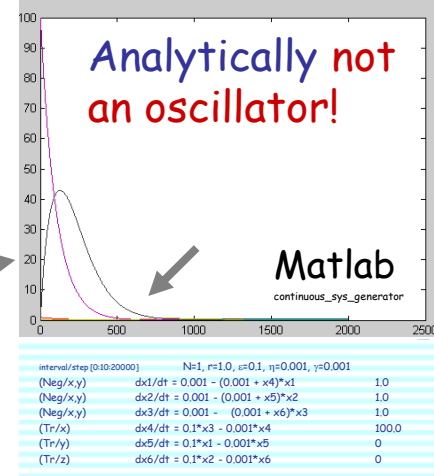 100
90
80
70
60
50
40
30
20
10
0
Analytically not
an oscillator!
Matlab
continuous_sys_generator
0 500 1000 1500 2000 2500
interval/step [0:10:20000] N=1, r=1.0, ε=0.1, η=0.001, γ=0.001
(Neg/x,y) dx1/dt = 0.001 - (0.001 + x4)*x1 1.0
(Neg/x,y) dx2/dt = 0.001 - (0.001 + x5)*x2 1.0
(Neg/x,y) dx3/dt = 0.001 - (0.001 + x6)*x3 1.0
(Tr/x) dx4/dt = 0.1*x3 - 0.001*x4 100.0
(Tr/y) dx5/dt = 0.1*x1 - 0.001*x5 0
(Tr/z) dx6/dt = 0.1*x2 - 0.001*x6 0